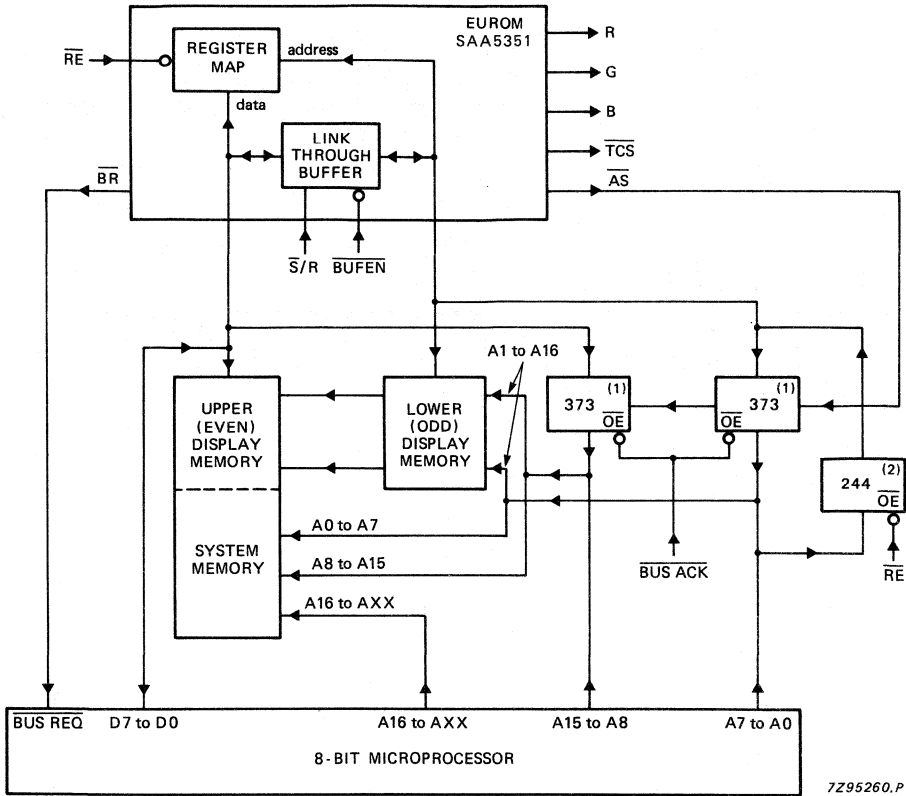 EUROM
SAA5351
R
G
B
TCS
AS
RE
REGISTER
MAP
address
data
LINK
THROUGH
BUFFER
BR
S/R
BUFEN
A1 to A16
UPPER
(EVEN)
DISPLAY
MEMORY
LOWER
(ODD)
DISPLAY
MEMORY
373
(1)
OE
373
(1)
OE
244
(2)
OE
RE
BUS ACK
SYSTEM
MEMORY
A0 to A7
A8 to A15
A16 to AXX
BUS REQ
D7 to D0
A16 to AXX
A15 to A8
A7 to A0
8-BIT MICROPROCESSOR
7Z95260.P